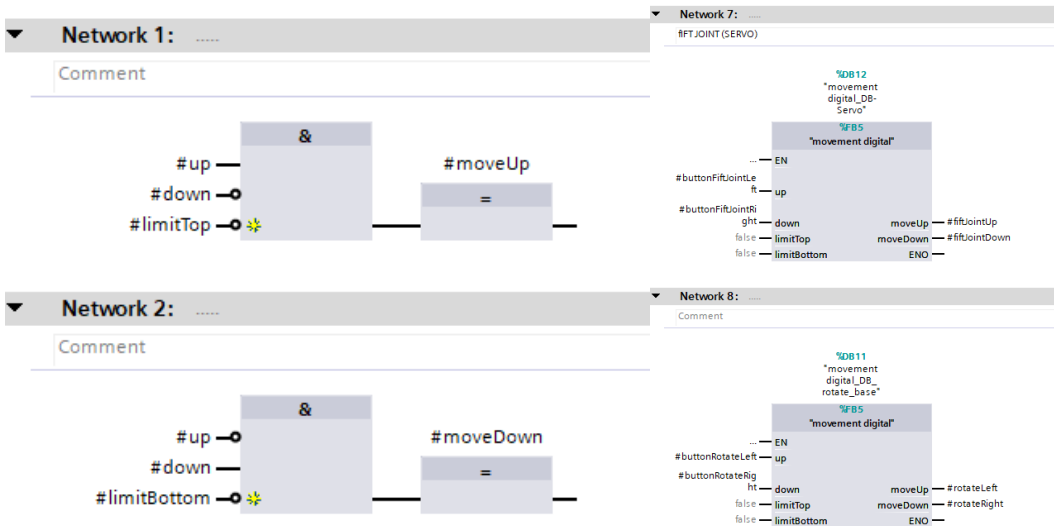 Network 1: .....
Comment
&
#up
#down
#limitTop
#moveUp
=
Network 2: .....
Comment
&
#up
#down
#limitBottom
#moveDown
=
Network 7: .....
fIFT JOINT (SERVO)
%DB12
"movement
digital_DB-
Servo"
%FB5
"movement digital"
... EN
#buttonFiftJointLe
ft up
#buttonFiftJointRi
ght down moveUp #fiftJointUp
false limitTop moveDown #fiftJointDown
false limitBottom ENO
Network 8: .....
Comment
%DB11
"movement
digital_DB_
rotate_base"
%FB5
"movement digital"
... EN
#buttonRotateLeft up
#buttonRotateRig
ht down moveUp #rotateLeft
false limitTop moveDown #rotateRight
false limitBottom ENO